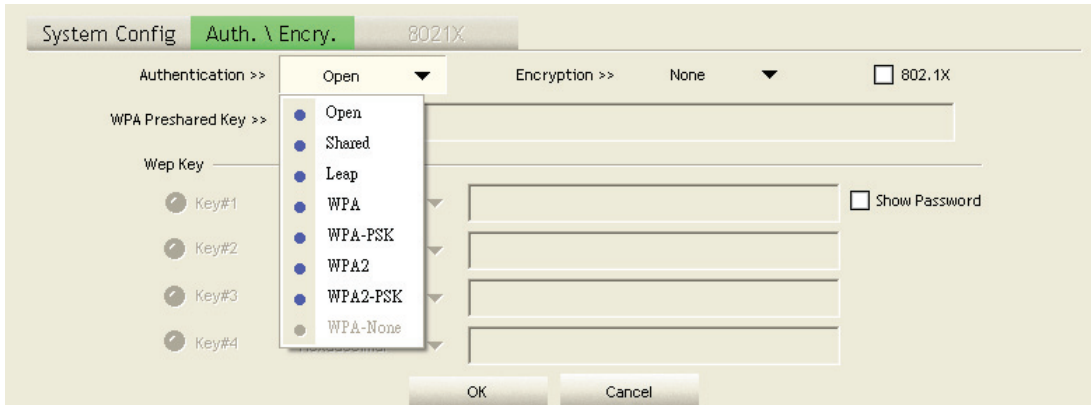 System Config Auth. \ Encry. 8021X
Authentication >> Open Encryption >> None 802.1X
WPA Preshared Key >>
Open
Shared
Leap
WPA
WPA-PSK
WPA2
WPA2-PSK
WPA-None
Wep Key
Key#1 Show Password
Key#2
Key#3
Key#4
OK Cancel